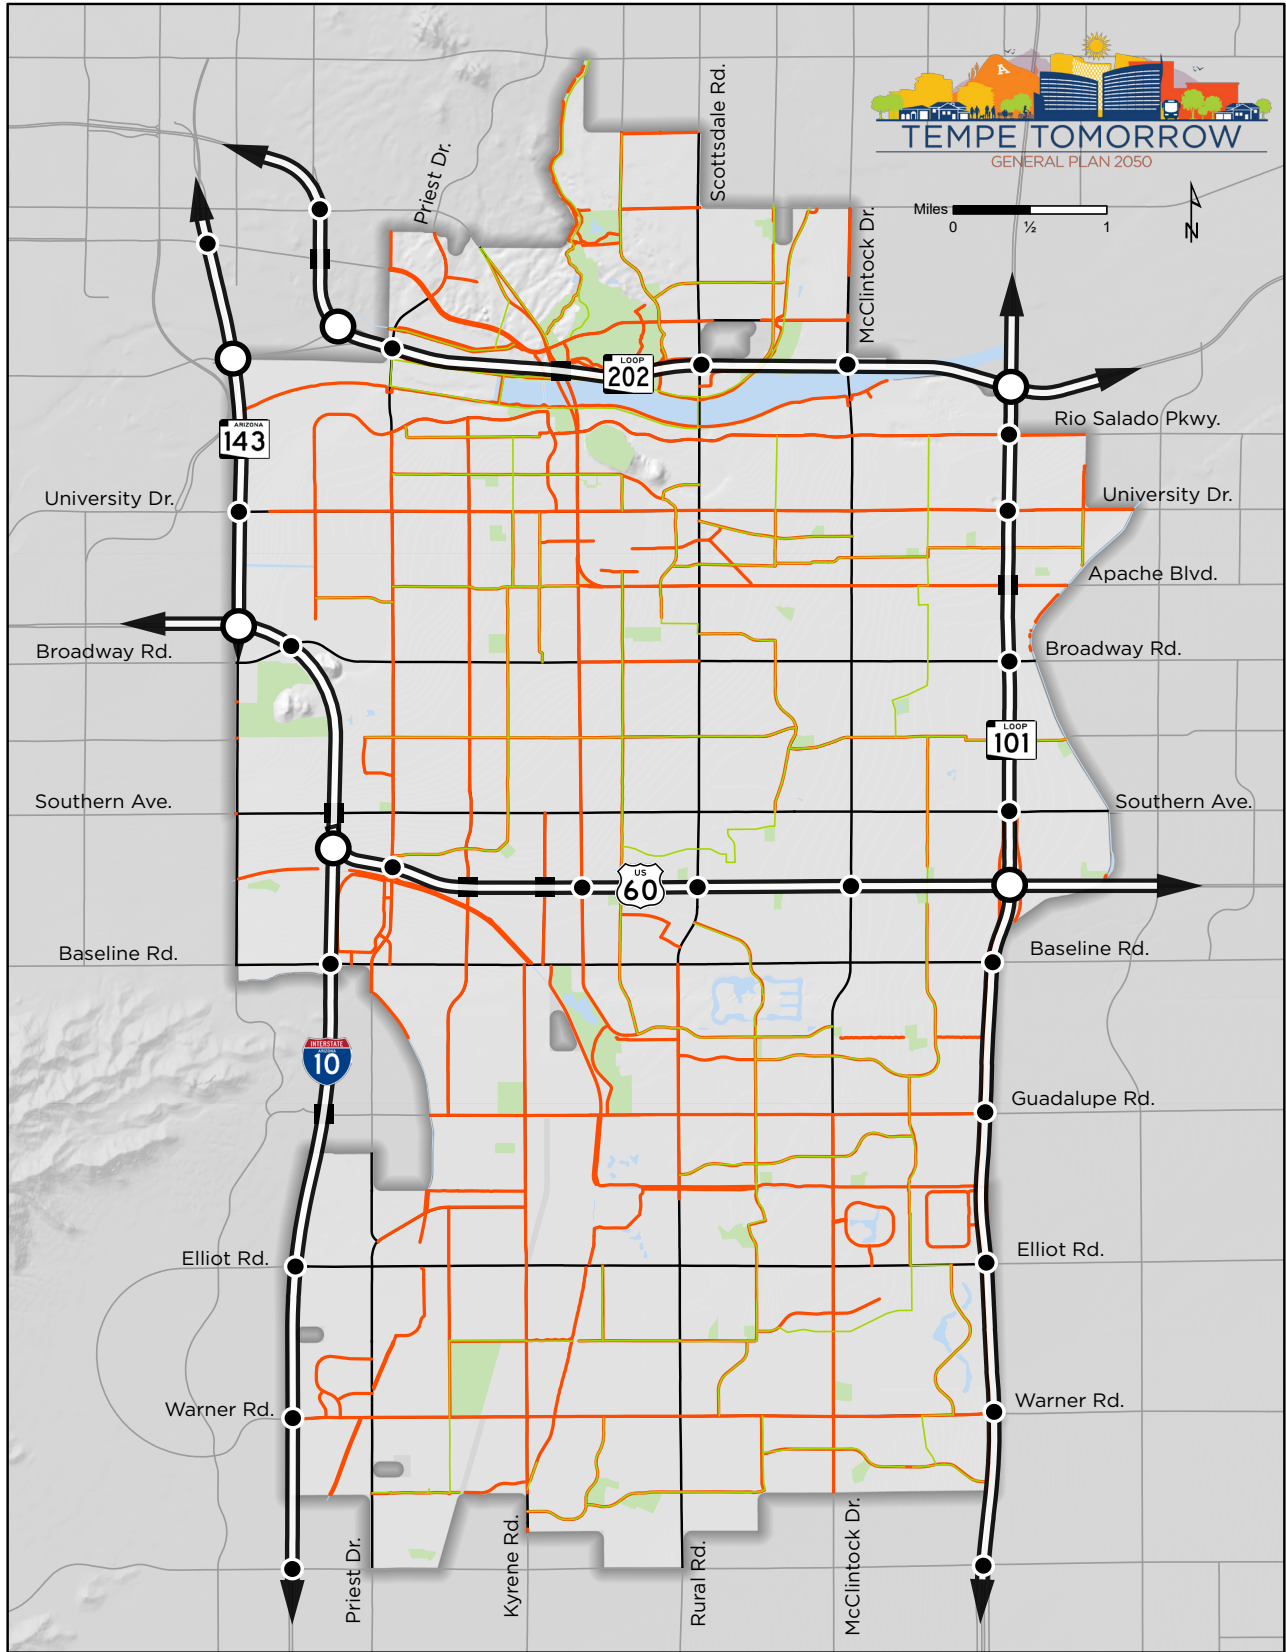 Scottsdale Rd.
TEMPE TOMORROW
GENERAL PLAN 2050
A
Priest Dr.
Miles
0 ½ 1
N
McClintock Dr.
LOOP
202
ARIZONA
143
Rio Salado Pkwy.
University Dr.
University Dr.
Apache Blvd.
Broadway Rd.
Broadway Rd.
LOOP
101
Southern Ave.
Southern Ave.
US
60
Baseline Rd.
Baseline Rd.
INTERSTATE
ARIZONA
10
Guadalupe Rd.
Elliot Rd.
Elliot Rd.
Warner Rd.
Warner Rd.
Priest Dr.
Kyrene Rd.
Rural Rd.
McClintock Dr.